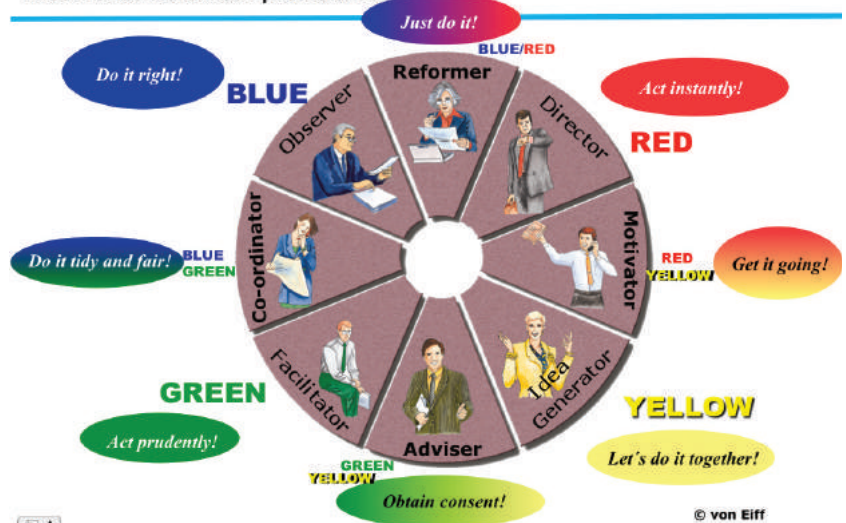 Just do it!
BLUE/RED
Do it right!
BLUE
Reformer
Act instantly!
Observer
Director
RED
Do it tidy and fair!
BLUE
GREEN
Co-ordinator
Motivator
RED
YELLOW
Get it going!
GREEN
Facilitator
Idea
Generator
YELLOW
Act prudently!
Adviser
GREEN
YELLOW
Let´s do it together!
Obtain consent!
© von Eiff